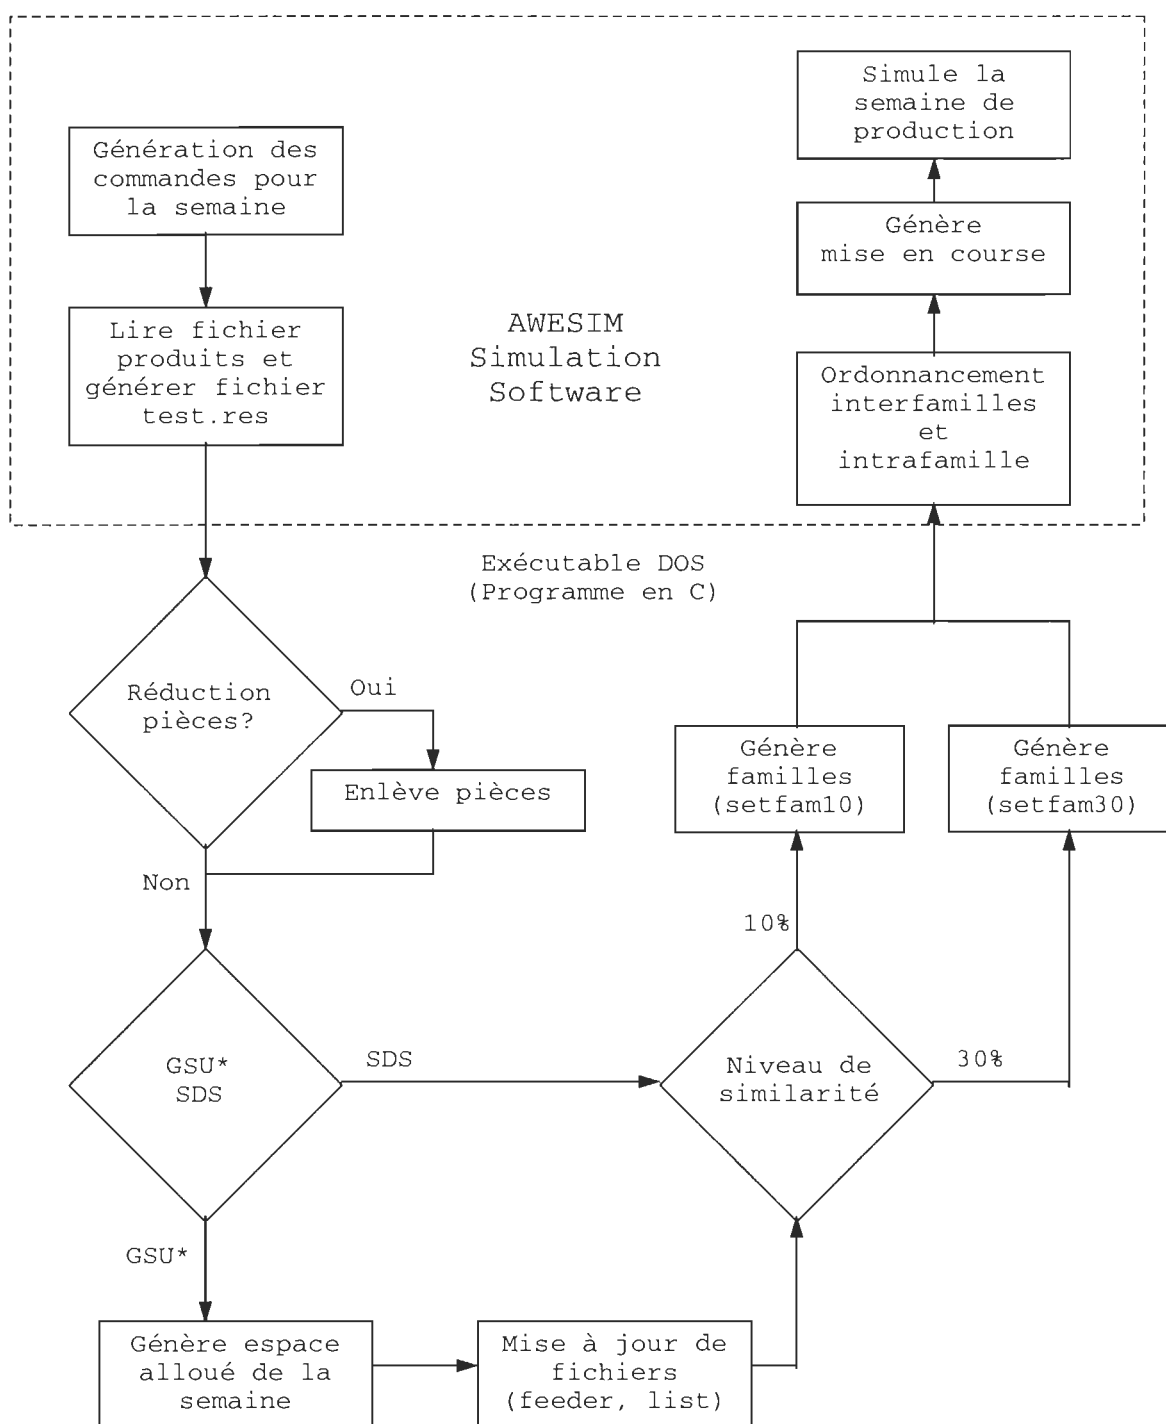 Simule la
semaine de
production
Génération des
commandes pour
la semaine
Génère
mise en course
Lire fichier
produits et
générer fichier
test.res
AWESIM
Simulation
Software
Ordonnancement
interfamilles
et
intrafamille
Exécutable DOS
(Programme en C)
Réduction
pièces?
Oui
Enlève pièces
Non
Génère
familles
(setfam10)
Génère
familles
(setfam30)
10%
GSU*
SDS
SDS
Niveau de
similarité
30%
GSU*
Génère espace
alloué de la
semaine
Mise à jour de
fichiers
(feeder, list)